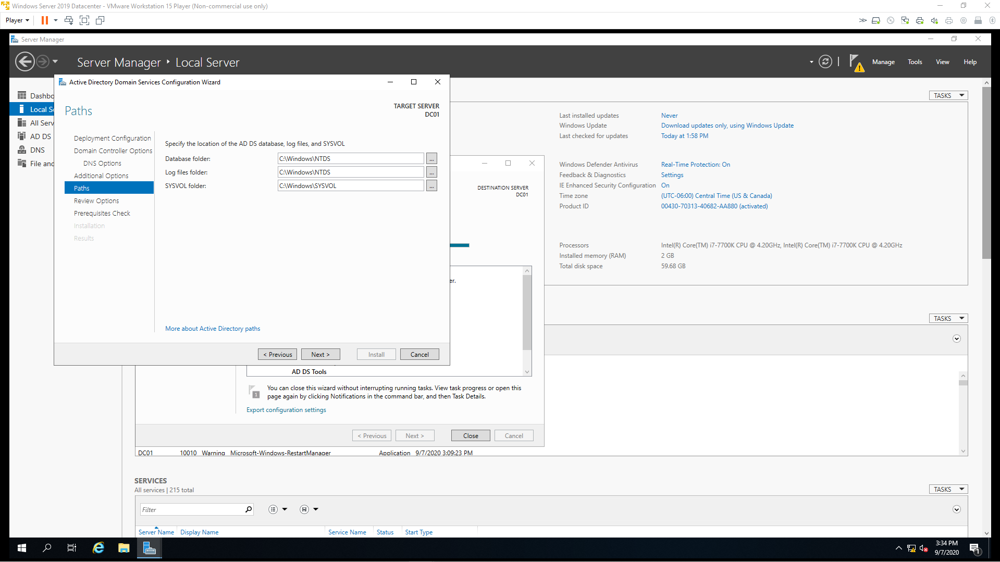 Windows Server 2019 Datacenter - VMware Workstation 15 Player (Non-commercial use only)
Player
Server Manager
Server Manager Local Server
Manage Tools View Help
Active Directory Domain Services Configuration Wizard
Paths
TARGET SERVER
DC01
Dashbo
Local Se
All Serv
AD DS
DNS
File and
Deployment Configuration
Domain Controller Options
DNS Options
Additional Options
Paths
Review Options
Prerequisites Check
Installation
Results
Specify the location of the AD DS database, log files, and SYSVOL
Database folder: C:\Windows\NTDS ...
Log files folder: C:\Windows\NTDS ...
SYSVOL folder: C:\Windows\SYSVOL ...
More about Active Directory paths
< Previous Next > Install Cancel
TASKS
Last installed updates Never
Windows Update Download updates only, using Windows Update
Last checked for updates Today at 1:58 PM
Windows Defender Antivirus Real-Time Protection: On
Feedback & Diagnostics Settings
IE Enhanced Security Configuration On
Time zone (UTC-06:00) Central Time (US & Canada)
Product ID 00430-70313-40682-AA880 (activated)
Processors Intel(R) Core(TM) i7-7700K CPU @ 4.20GHz, Intel(R) Core(TM) i7-7700K CPU @ 4.20GHz
Installed memory (RAM) 2 GB
Total disk space 59.68 GB
DESTINATION SERVER
DC01
er.
TASKS
AD DS Tools
1
You can close this wizard without interrupting running tasks. View task progress or open this
page again by clicking Notifications in the command bar, and then Task Details.
Export configuration settings
< Previous Next > Close Cancel
DC01 10010 Warning Microsoft-Windows-RestartManager Application 9/7/2020 3:09:23 PM
SERVICES
All services | 215 total
TASKS
Filter
Server Name Display Name Service Name Status Start Type
3:34 PM
9/7/2020
1